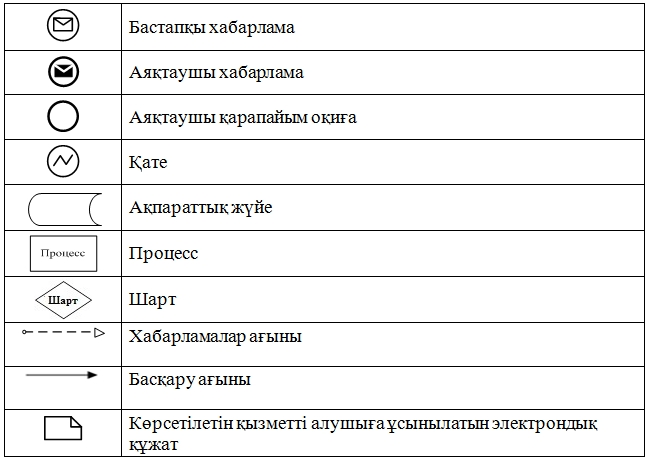 Бастапқы хабарлама
Аяқтаушы хабарлама
Аяқтаушы қарапайым оқиға
Қате
Ақпараттық жүйе
Процесс
Процесс
Шарт
Шарт
Хабарламалар ағыны
Басқару ағыны
Көрсетілетін қызметті алушыға ұсынылатын электрондық
құжат